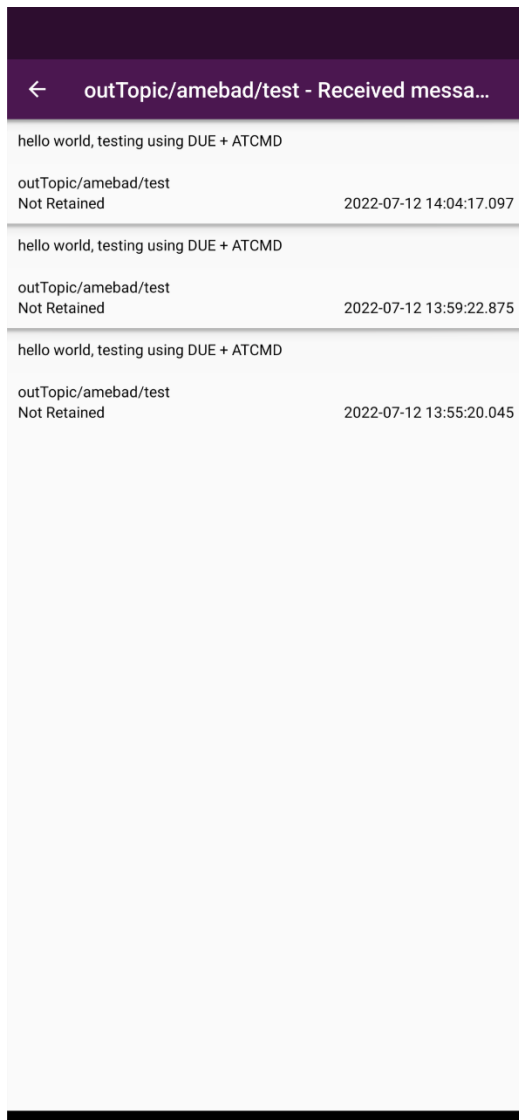 outTopic/amebad/test - Received messa...
hello world, testing using DUE + ATCMD
outTopic/amebad/test
Not Retained 2022-07-12 14:04:17.097
hello world, testing using DUE + ATCMD
outTopic/amebad/test
Not Retained 2022-07-12 13:59:22.875
hello world, testing using DUE + ATCMD
outTopic/amebad/test
Not Retained 2022-07-12 13:55:20.045